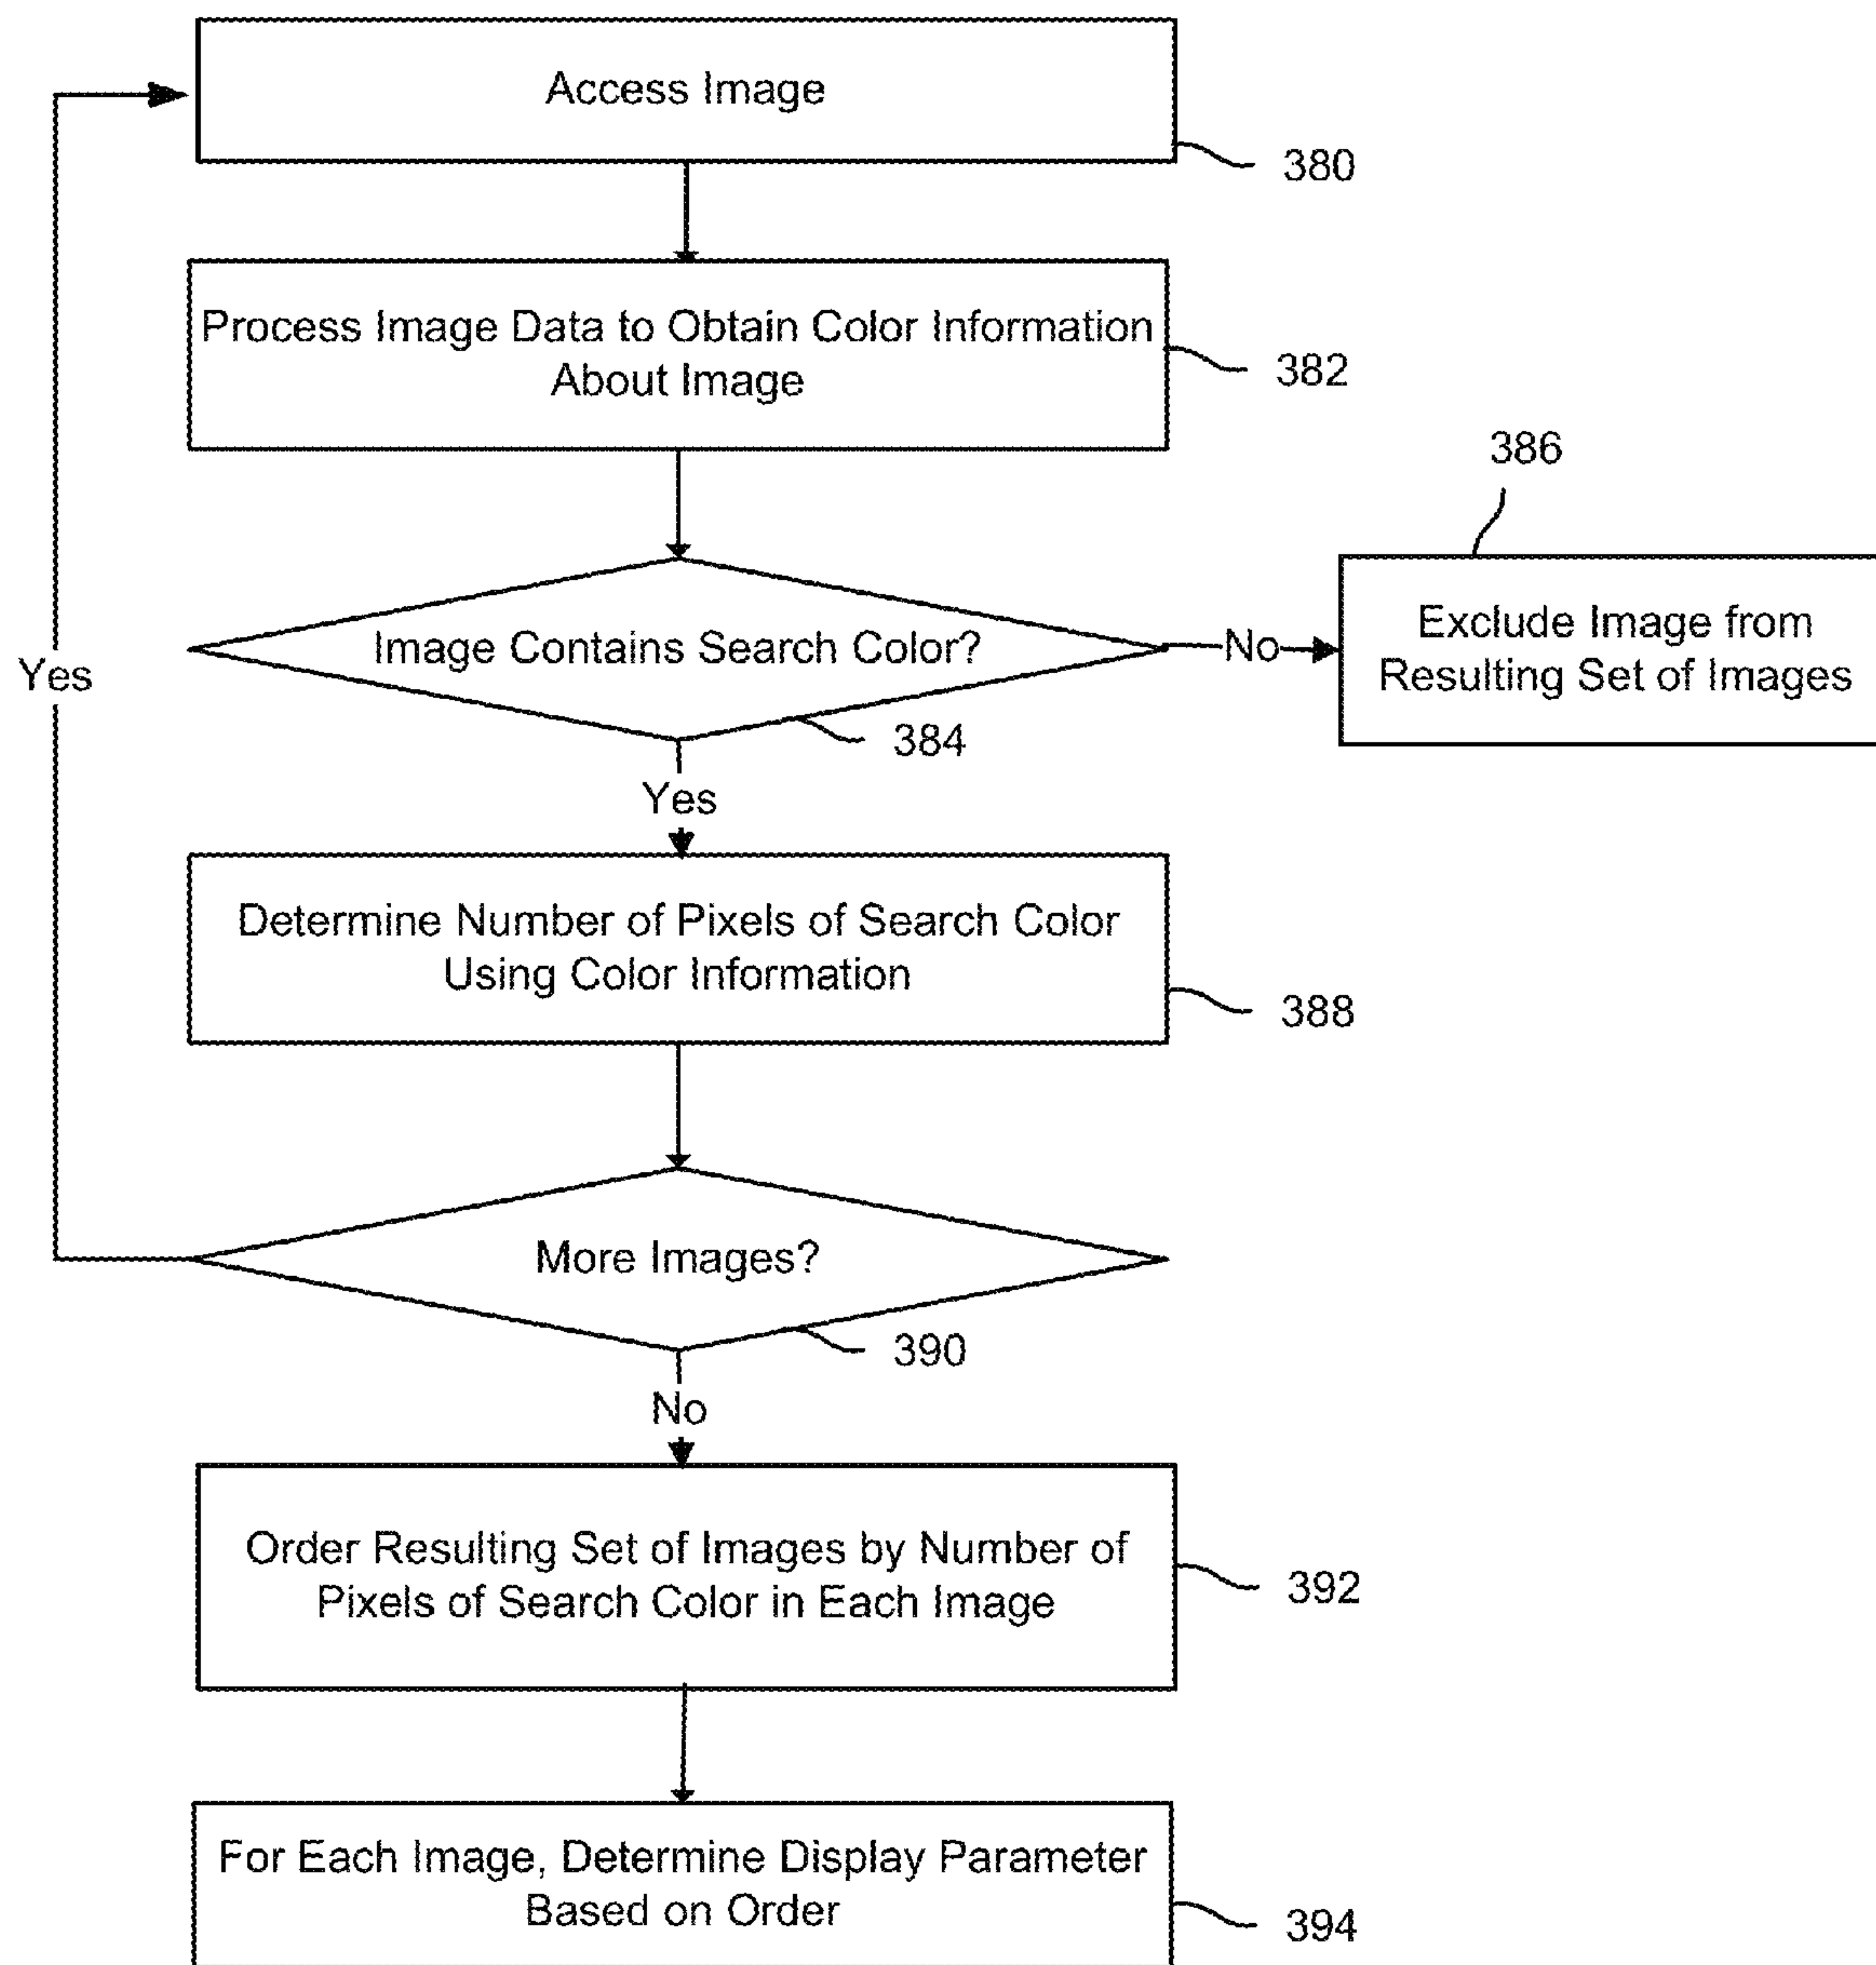 Access Image
380
Process Image Data to Obtain Color Information
About Image
382
386
Image Contains Search Color?
No
Exclude Image from
Resulting Set of Images
384
Yes
Yes
Determine Number of Pixels of Search Color
Using Color Information
388
More Images?
390
No
Order Resulting Set of Images by Number of
Pixels of Search Color in Each Image
392
For Each Image, Determine Display Parameter
Based on Order
394